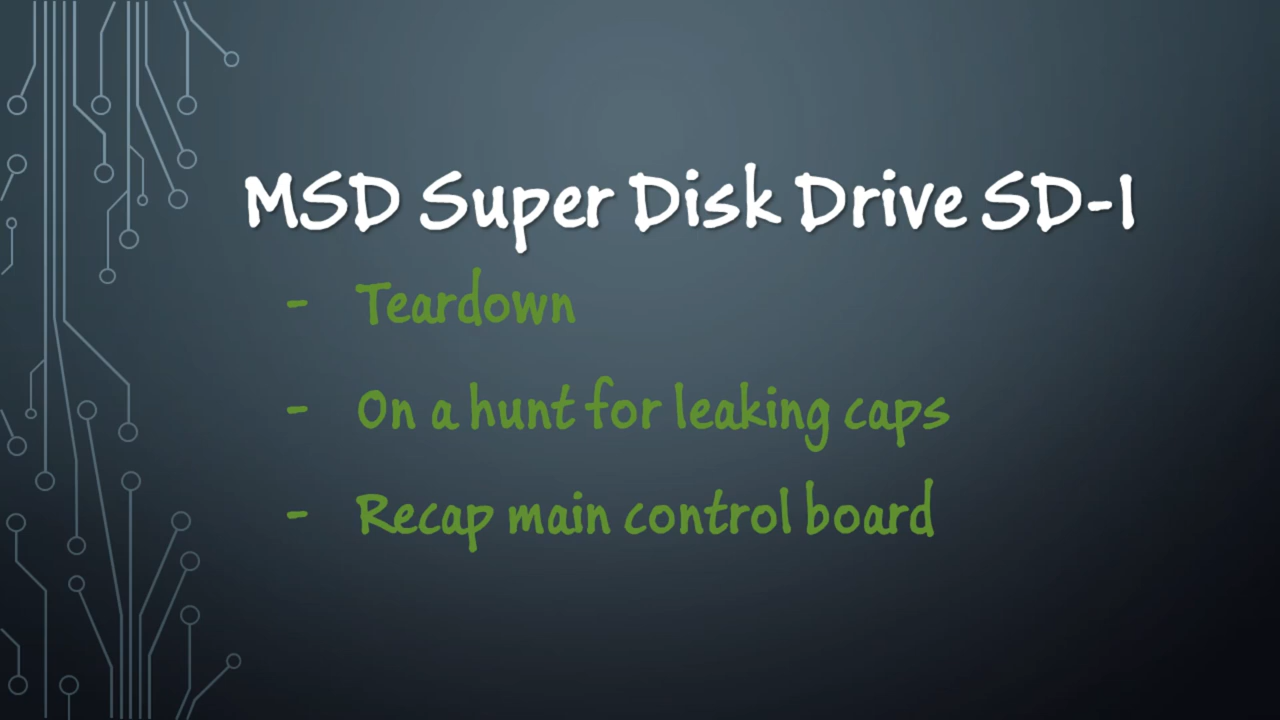 MSD Super Disk Drive SD-1
- Teardown
- On a hunt for leaking caps
- Recap main control board